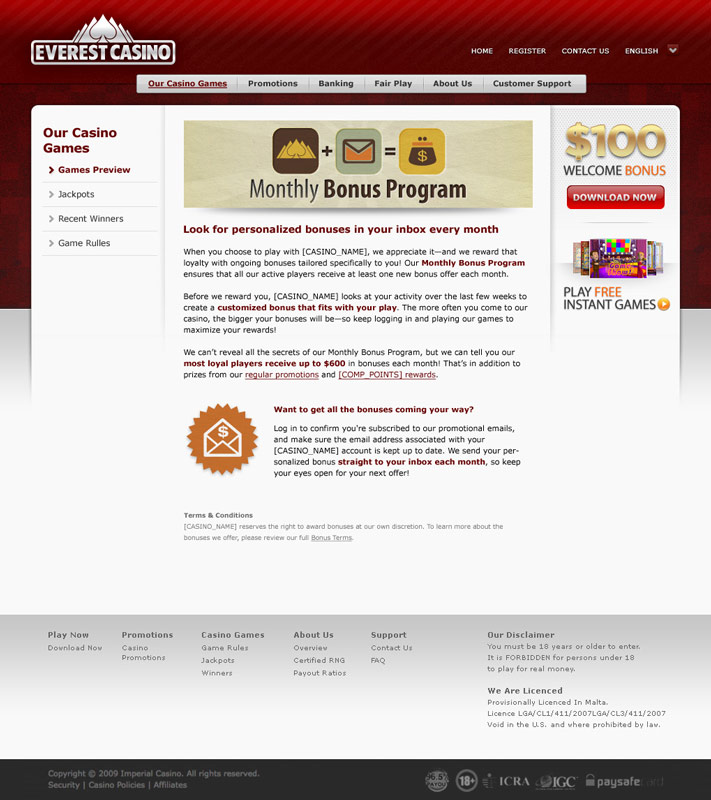 EVEREST CASINO
HOME REGISTER CONTACT US ENGLISH
Our Casino Games Promotions Banking Fair Play About Us Customer Support
Our Casino
Games
Games Preview
Jackpots
Recent Winners
Game Rulles
+ $ =
Monthly Bonus Program
Look for personalized bonuses in your inbox every month
When you choose to play with [CASINO_NAME], we appreciate it—and we reward that
loyalty with ongoing bonuses tailored specifically to you! Our Monthly Bonus Program
ensures that all our active players receive at least one new bonus offer each month.
Before we reward you, [CASINO_NAME] looks at your activity over the last few weeks to
create a customized bonus that fits with your play. The more often you come to our
casino, the bigger your bonuses will be—so keep logging in and playing our games to
maximize your rewards!
We can't reveal all the secrets of our Monthly Bonus Program, but we can tell you our
most loyal players receive up to $600 in bonuses each month! That's in addition to
prizes from our regular promotions and [COMP_POINTS] rewards.
$
Want to get all the bonuses coming your way?
Log in to confirm you're subscribed to our promotional emails,
and make sure the email address associated with your
[CASINO_NAME] account is kept up to date. We send your per-
sonalized bonus straight to your inbox each month, so keep
your eyes open for your next offer!
Terms & Conditions
[CASINO_NAME] reserves the right to award bonuses at our own discretion. To learn more about the
bonuses we offer, please review our full Bonus Terms.
$100
WELCOME BONUS
DOWNLOAD NOW
PLAY FREE
INSTANT GAMES
Play Now
Download Now
Promotions
Casino
Promotions
Casino Games
Game Rules
Jackpots
Winners
About Us
Overview
Certified RNG
Payout Ratios
Support
Contact Us
FAQ
Our Disclaimer
You must be 18 years or older to enter.
It is FORBIDDEN for persons under 18
to play for real money.
We Are Licenced
Provisionally Licenced In Malta.
Licence LGA/CL1/411/2007LGA/CL3/411/2007
Void in the U.S. and where prohibited by law.
Copyright © 2009 Imperial Casino. All rights reserved.
Security | Casino Policies | Affiliates
18+ ICRA IGC paysafecard